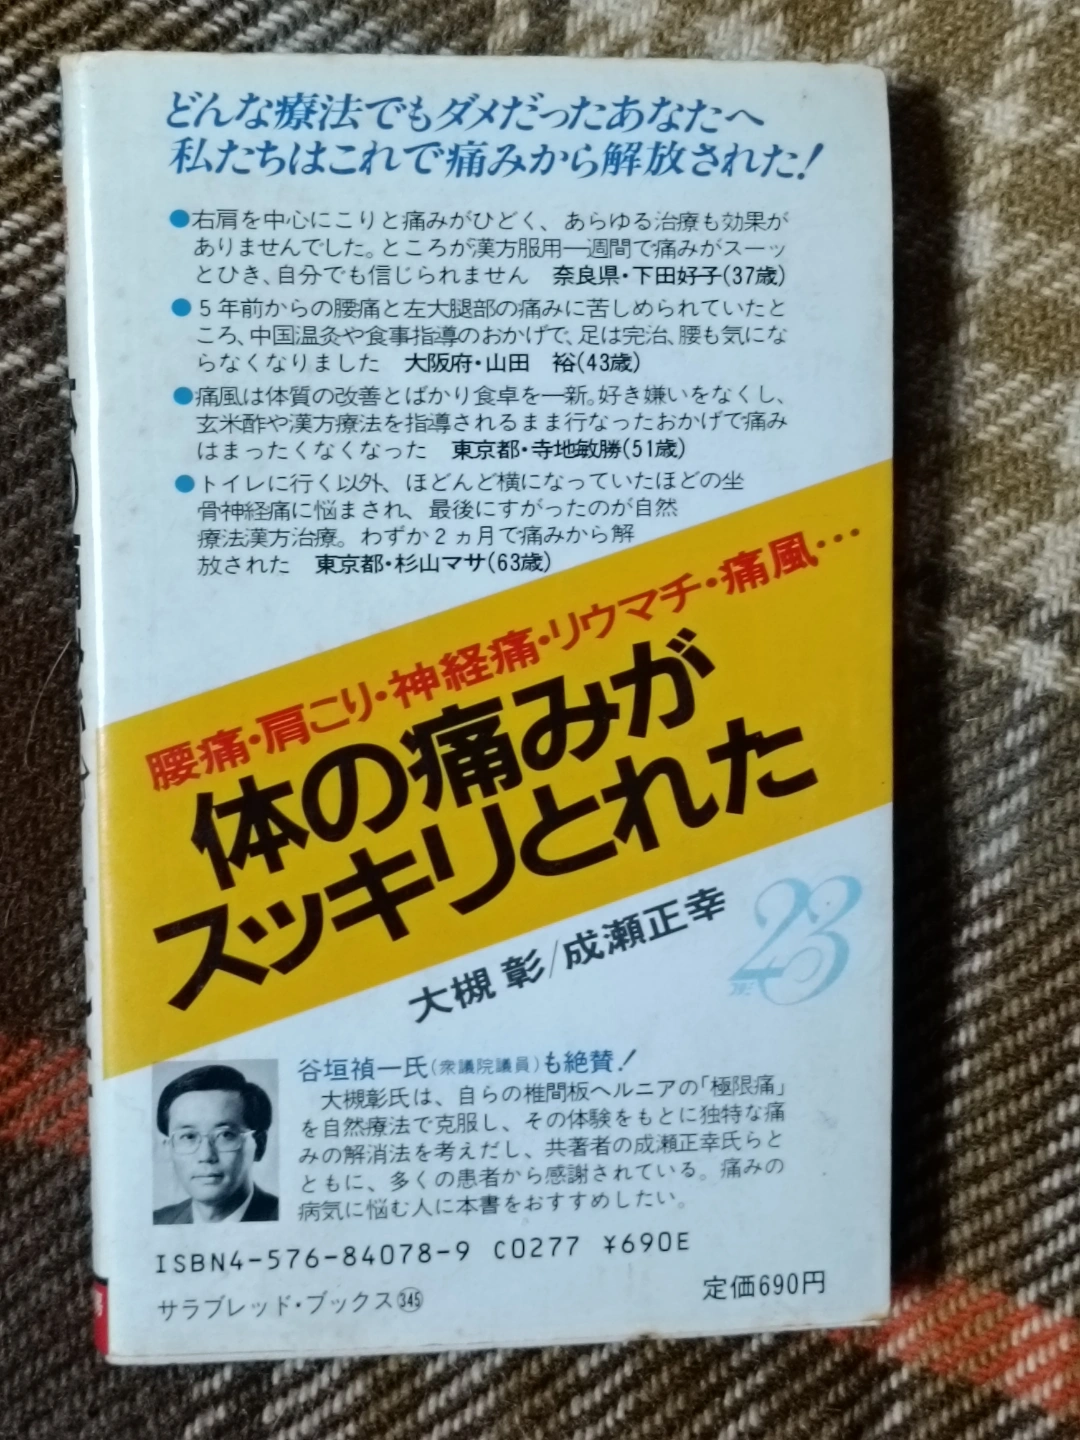 どんな療法でもダメだったあなたへ
私たちはこれで痛みから解放された!
●右肩を中心にこりと痛みがひどく、あらゆる治療も効果が
ありませんでした。ところが漢方服用一週間で痛みがスーッ
とひき、自分でも信じられません 奈良県・下田好子(37歳)
●5年前からの腰痛と左大腿部の痛みに苦しめられていたと
ころ、中国温灸や食事指導のおかげで、足は完治、腰も気にな
らなくなりました 大阪府・山田 裕(43歳)
●痛風は体質の改善とばかり食卓を一新。好き嫌いをなくし、
玄米酢や漢方療法を指導されるまま行なったおかげで痛み
はまったくなくなった 東京都・寺地敏勝(51歳)
●トイレに行く以外、ほどんど横になっていたほどの坐
骨神経痛に悩まされ、最後にすがったのが自然
療法漢方治療。わずか2ヵ月で痛みから解
放された 東京都・杉山マサ(63歳)
腰痛・肩こり・神経痛・リウマチ・痛風…
体の痛みが
スッキリとれた
大槻 彰/成瀬正幸
23
谷垣禎一氏(衆議院議員)も絶賛!
大槻彰氏は、自らの椎間板ヘルニアの「極限痛」
を自然療法で克服し、その体験をもとに独特な痛
みの解消法を考えだし、共著者の成瀬正幸氏らと
ともに、多くの患者から感謝されている。痛みの
病気に悩む人に本書をおすすめしたい。
ISBN4-576-84078-9 C0277 ¥690E
サラブレッド・ブックス345
定価690円